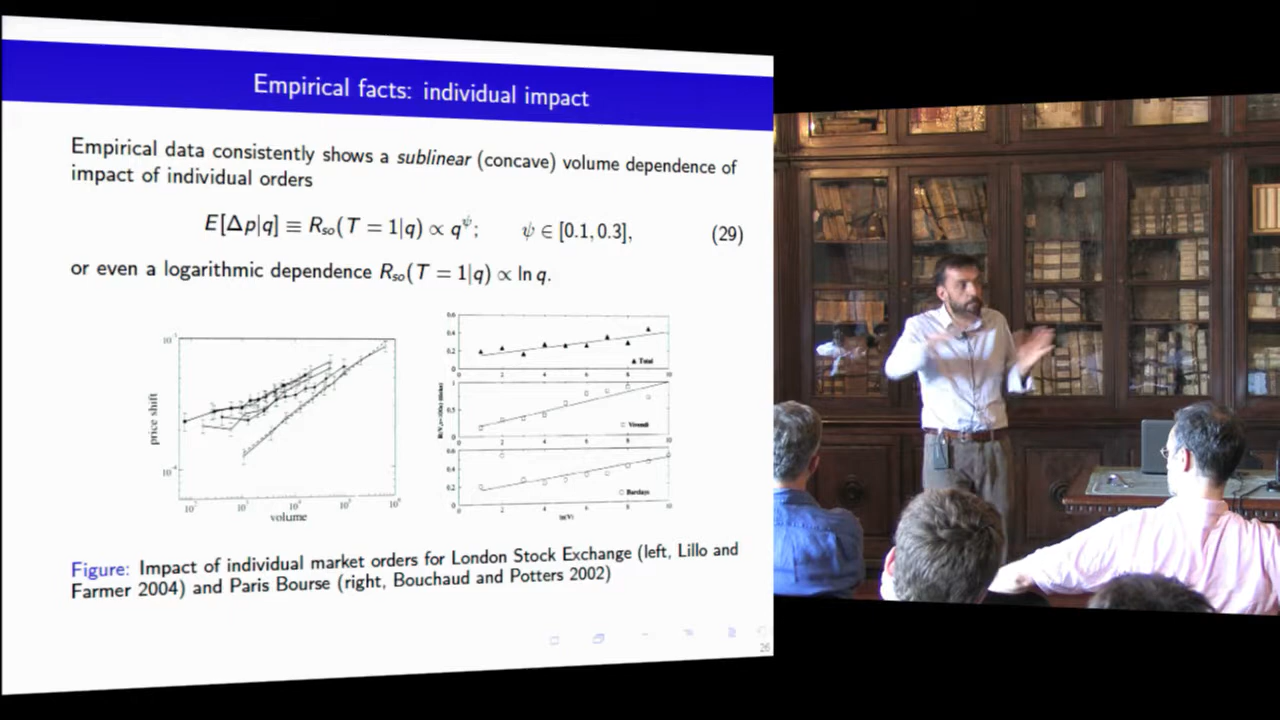 Empirical facts: individual impact
Empirical data consistently shows a sublinear (concave) volume dependence of
impact of individual orders
E[Δp|q] ≡ R_so(T = 1|q) ∝ q^ψ; ψ ∈ [0.1, 0.3], (29)
or even a logarithmic dependence R_so(T = 1|q) ∝ ln q.
price shift
volume
Total
Vivendi
Barclays
ln(V)
Figure: Impact of individual market orders for London Stock Exchange (left, Lillo and
Farmer 2004) and Paris Bourse (right, Bouchaud and Potters 2002)